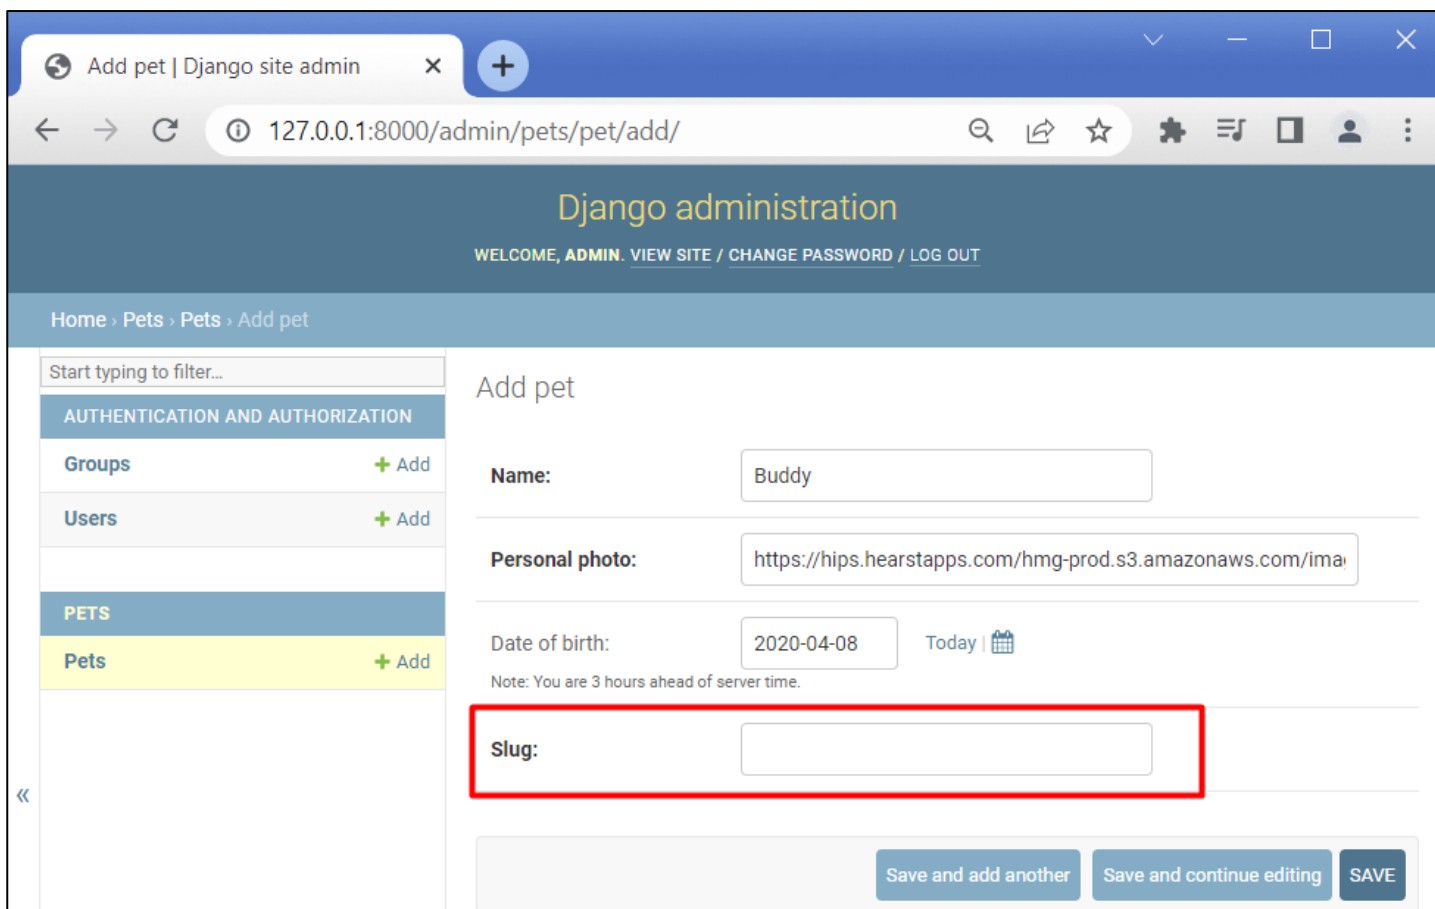 Add pet | Django site admin
127.0.0.1:8000/admin/pets/pet/add/
Django administration
WELCOME, ADMIN. VIEW SITE / CHANGE PASSWORD / LOG OUT
Home › Pets › Pets › Add pet
Start typing to filter...
AUTHENTICATION AND AUTHORIZATION
Groups + Add
Users + Add
PETS
Pets + Add
«
Add pet
Name: Buddy
Personal photo: https://hips.hearstapps.com/hmg-prod.s3.amazonaws.com/ima
Date of birth: 2020-04-08 Today |
Note: You are 3 hours ahead of server time.
Slug:
Save and add another Save and continue editing SAVE